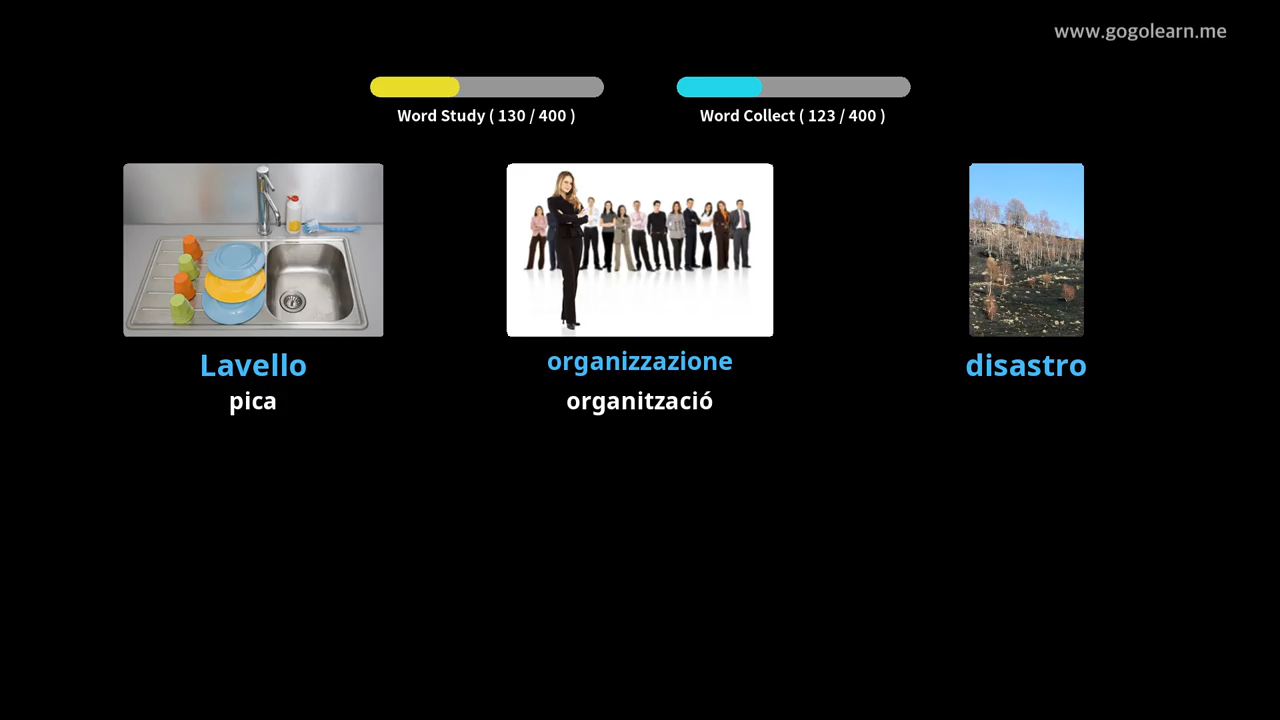 www.gogolearn.me
Word Study ( 130 / 400 )
Word Collect ( 123 / 400 )
Lavello
organizzazione
disastro
pica
organització